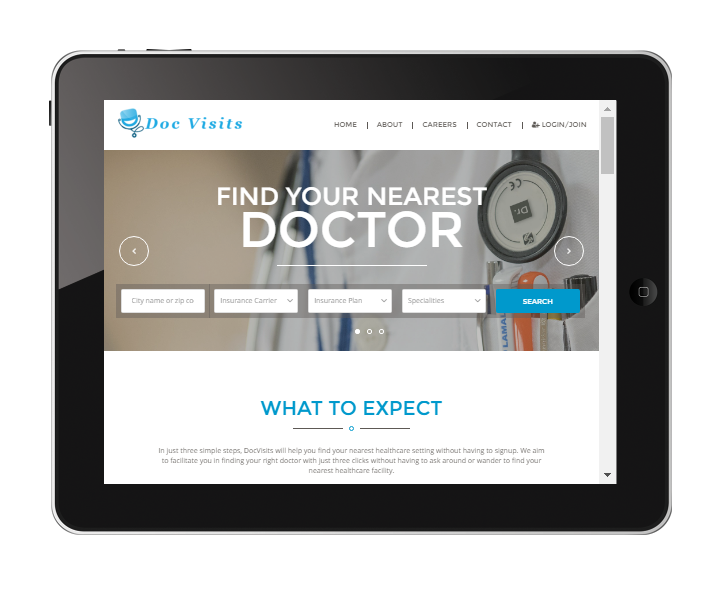 Doc Visits
HOME | ABOUT | CAREERS | CONTACT | LOGIN/JOIN
FIND YOUR NEAREST
DOCTOR
Dr.
City name or zip co Insurance Carrier Insurance Plan Specialities SEARCH
WHAT TO EXPECT
In just three simple steps, DocVisits will help you find your nearest healthcare setting without having to signup. We aim
to facilitate you in finding your right doctor with just three clicks without having to ask around or wander to find your
nearest healthcare facility.